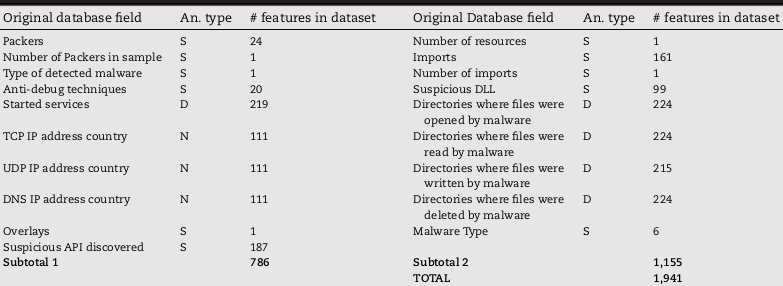 Original database field An. type # features in dataset Original Database field An. type # features in dataset
Packers S 24 Number of resources S 1
Number of Packers in sample S 1 Imports S 161
Type of detected malware S 1 Number of imports S 1
Anti-debug techniques S 20 Suspicious DLL S 99
Started services D 219 Directories where files were D 224
opened by malware
TCP IP address country N 111 Directories where files were D 224
read by malware
UDP IP address country N 111 Directories where files were D 215
written by malware
DNS IP address country N 111 Directories where files were D 224
deleted by malware
Overlays S 1 Malware Type S 6
Suspicious API discovered S 187
Subtotal 1 786 Subtotal 2 1,155
TOTAL 1,941